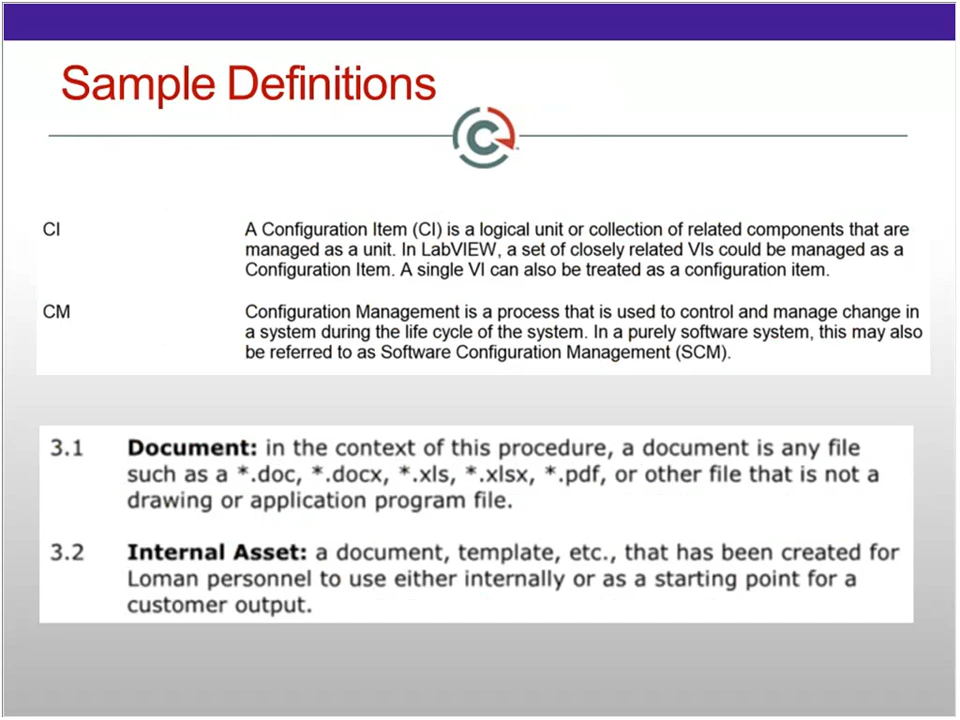 Sample Definitions
CI A Configuration Item (CI) is a logical unit or collection of related components that are
managed as a unit. In LabVIEW, a set of closely related VIs could be managed as a
Configuration Item. A single VI can also be treated as a configuration item.
CM Configuration Management is a process that is used to control and manage change in
a system during the life cycle of the system. In a purely software system, this may also
be referred to as Software Configuration Management (SCM).
3.1 Document: in the context of this procedure, a document is any file
such as a *.doc, *.docx, *.xls, *.xlsx, *.pdf, or other file that is not a
drawing or application program file.
3.2 Internal Asset: a document, template, etc., that has been created for
Loman personnel to use either internally or as a starting point for a
customer output.